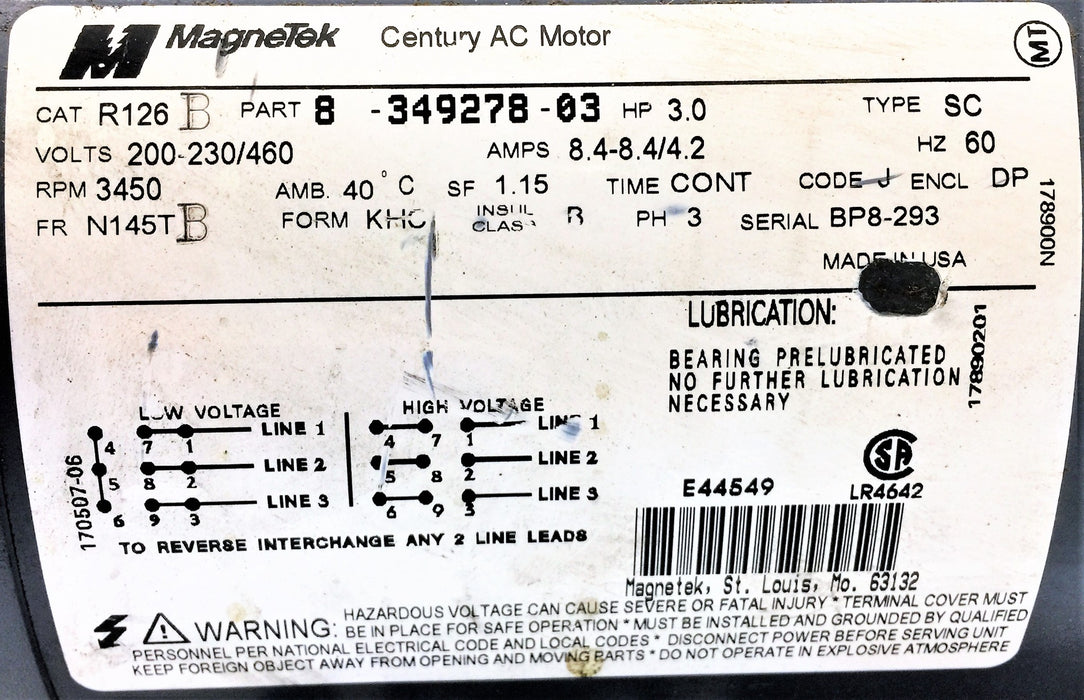 MagneTek Century AC Motor
MT
CAT R126 B PART 8 -349278-03 HP 3.0 TYPE SC
VOLTS 200-230/460 AMPS 8.4-8.4/4.2 HZ 60
RPM 3450 AMB. 40°C SF 1.15 TIME CONT CODE J ENCL DP
FR N145T B FORM KHC INSUL CLASS B PH 3 SERIAL BP8-293
178900N
MADE IN USA
LUBRICATION:
BEARING PRELUBRICATED
NO FURTHER LUBRICATION
NECESSARY
17890201
LOW VOLTAGE
4 7 1 LINE 1
5 8 2 LINE 2
6 9 3 LINE 3
HIGH VOLTAGE
4 7 1 LINE 1
5 8 2 LINE 2
6 9 3 LINE 3
170507-06
TO REVERSE INTERCHANGE ANY 2 LINE LEADS
SA
E44549 LR4642
Magnetek, St. Louis, Mo. 63132
WARNING: HAZARDOUS VOLTAGE CAN CAUSE SEVERE OR FATAL INJURY * TERMINAL COVER MUST
BE IN PLACE FOR SAFE OPERATION * MUST BE INSTALLED AND GROUNDED BY QUALIFIED
PERSONNEL PER NATIONAL ELECTRICAL CODE AND LOCAL CODES * DISCONNECT POWER BEFORE SERVING UNIT
KEEP FOREIGN OBJECT AWAY FROM OPENING AND MOVING PARTS * DO NOT OPERATE IN EXPLOSIVE ATMOSPHERE